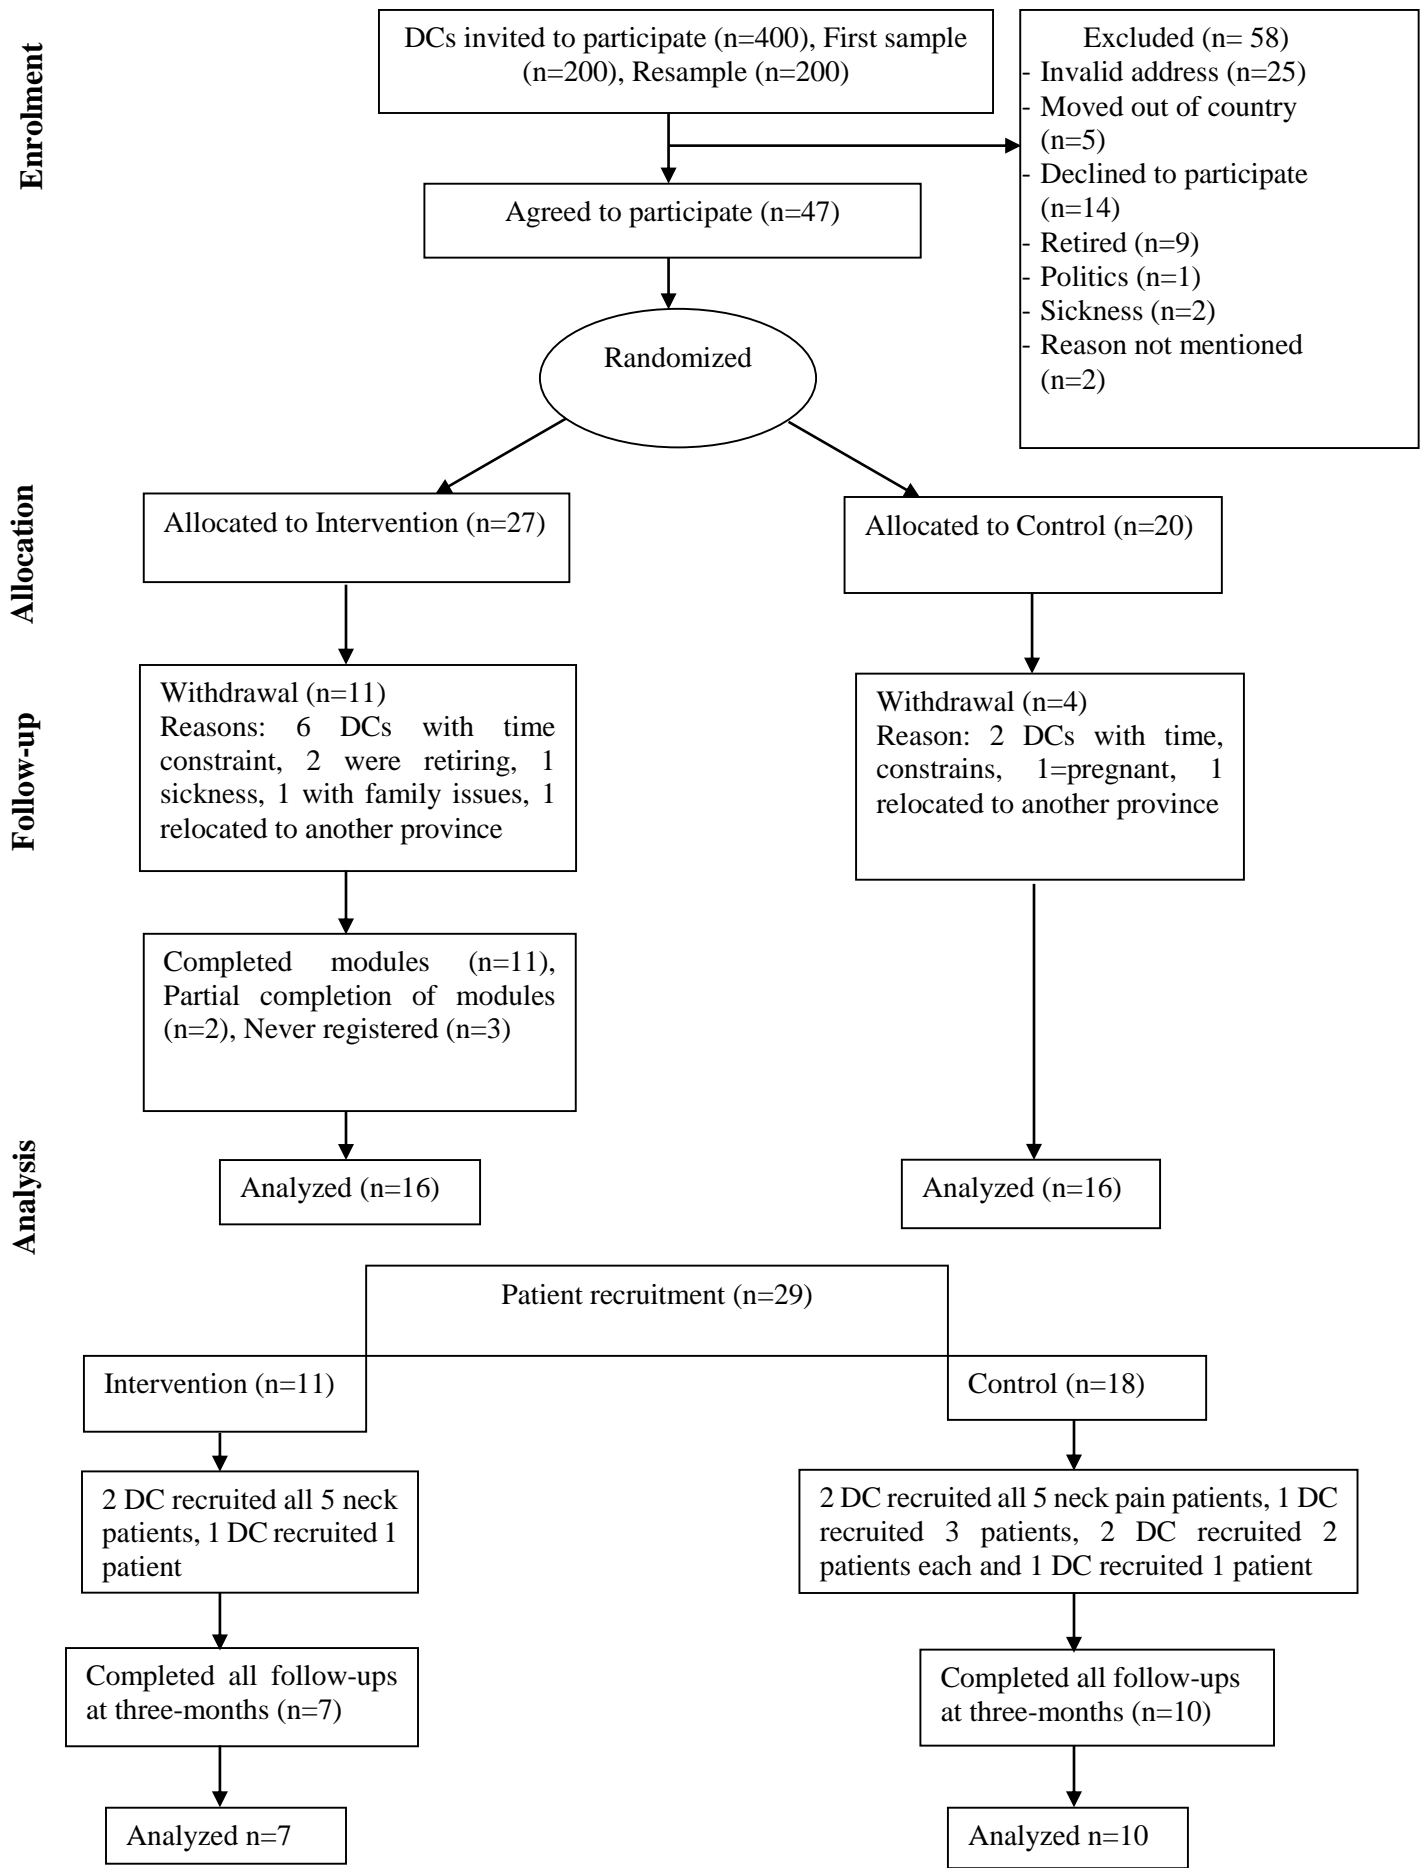 Enrolment
DCs invited to participate (n=400), First sample
(n=200), Resample (n=200)
Excluded (n= 58)
- Invalid address (n=25)
- Moved out of country
(n=5)
- Declined to participate
(n=14)
- Retired (n=9)
- Politics (n=1)
- Sickness (n=2)
- Reason not mentioned
(n=2)
Agreed to participate (n=47)
Randomized
Allocation
Allocated to Intervention (n=27)
Allocated to Control (n=20)
Follow-up
Withdrawal (n=11)
Reasons: 6 DCs with time
constraint, 2 were retiring, 1
sickness, 1 with family issues, 1
relocated to another province
Withdrawal (n=4)
Reason: 2 DCs with time,
constrains, 1=pregnant, 1
relocated to another province
Completed modules (n=11),
Partial completion of modules
(n=2), Never registered (n=3)
Analysis
Analyzed (n=16)
Analyzed (n=16)
Patient recruitment (n=29)
Intervention (n=11)
Control (n=18)
2 DC recruited all 5 neck
patients, 1 DC recruited 1
patient
2 DC recruited all 5 neck pain patients, 1 DC
recruited 3 patients, 2 DC recruited 2
patients each and 1 DC recruited 1 patient
Completed all follow-ups
at three-months (n=7)
Completed all follow-ups
at three-months (n=10)
Analyzed n=7
Analyzed n=10